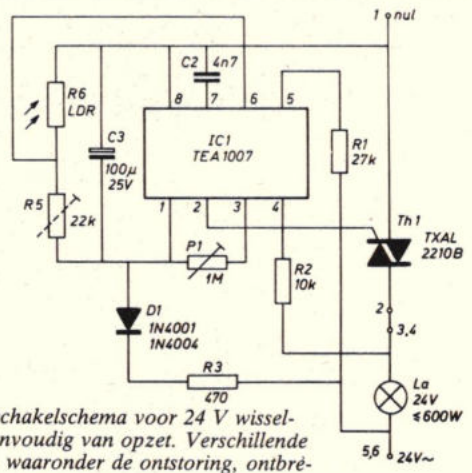 1
nul
C2
4n7
R6
LDR
8
7
6
5
C3
100µ
25V
IC1
TEA1007
R1
27k
R5
22k
1
2
3
4
P1
1M
Th1
TXAL
2210B
R2
10k
D1
1N4001
1N4004
2
3,4
R3
470
La
24V
≤600W
5,6
24V~
chakelschema voor 24 V wissel-
nvoudig van opzet. Verschillende
waaronder de ontstoring, ontbre-